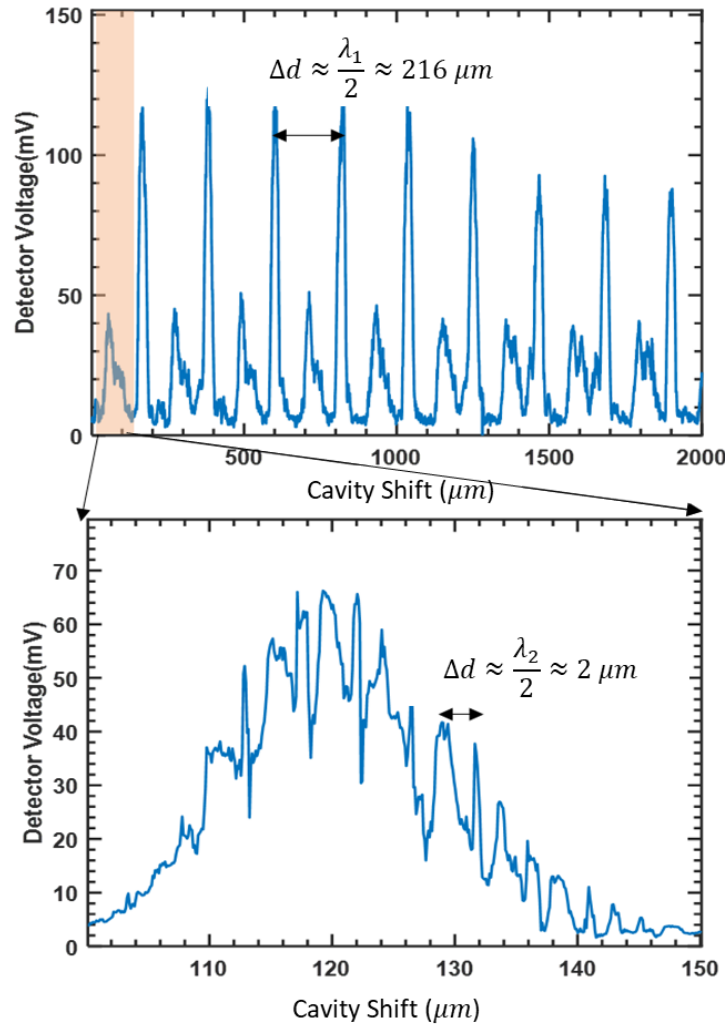 150
100
50
0
Detector Voltage(mV)
Δd ≈ λ₁/2 ≈ 216 μm
500 1000 1500 2000
Cavity Shift (μm)
70
60
50
40
30
20
10
0
Detector Voltage(mV)
Δd ≈ λ₂/2 ≈ 2 μm
110 120 130 140 150
Cavity Shift (μm)